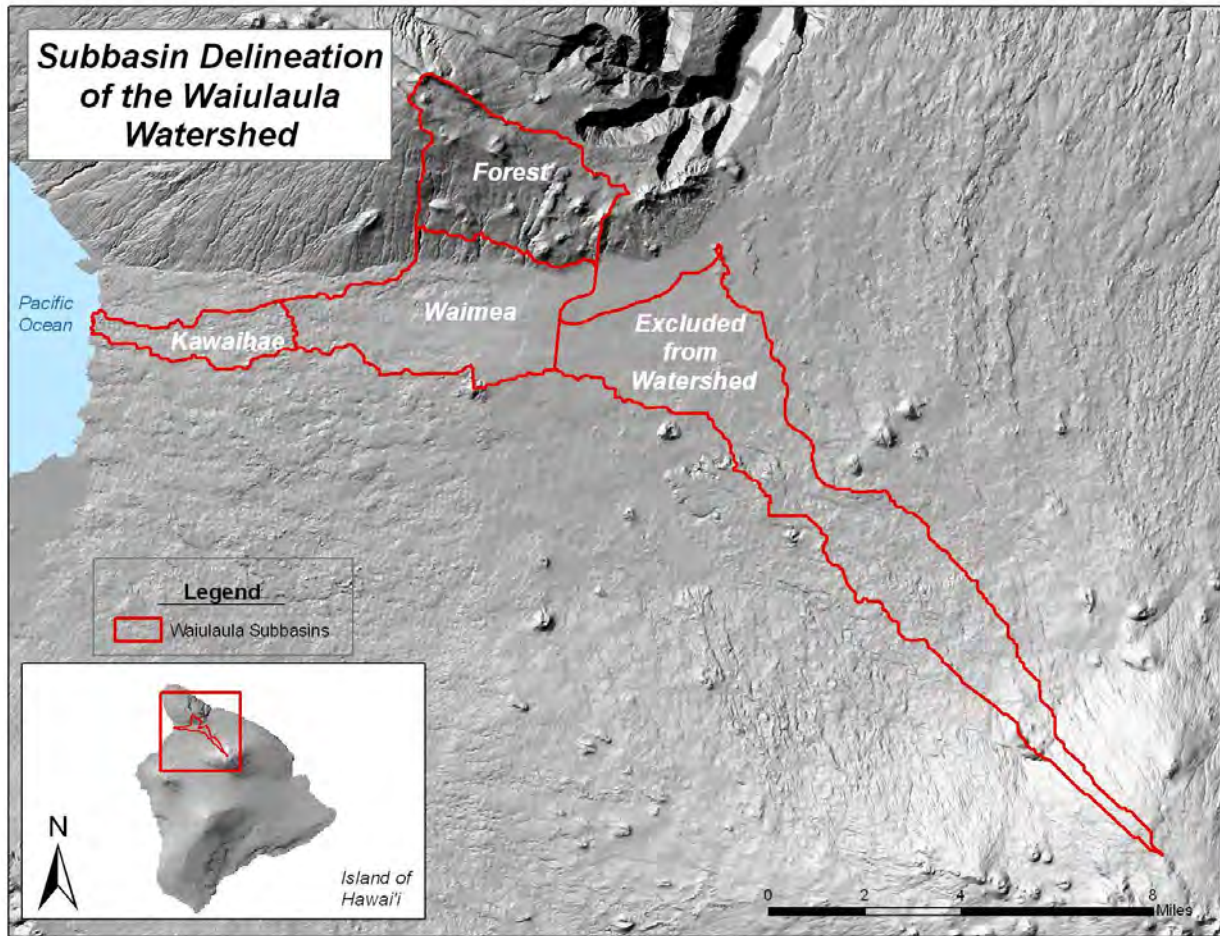 Subbasin Delineation
of the Waiulaula
Watershed
Forest
Pacific
Ocean
Kawaihae
Waimea
Excluded
from
Watershed
Legend
Waiulaula Subbasins
N
Island of
Hawai'i
0 2 4 6 8
Miles